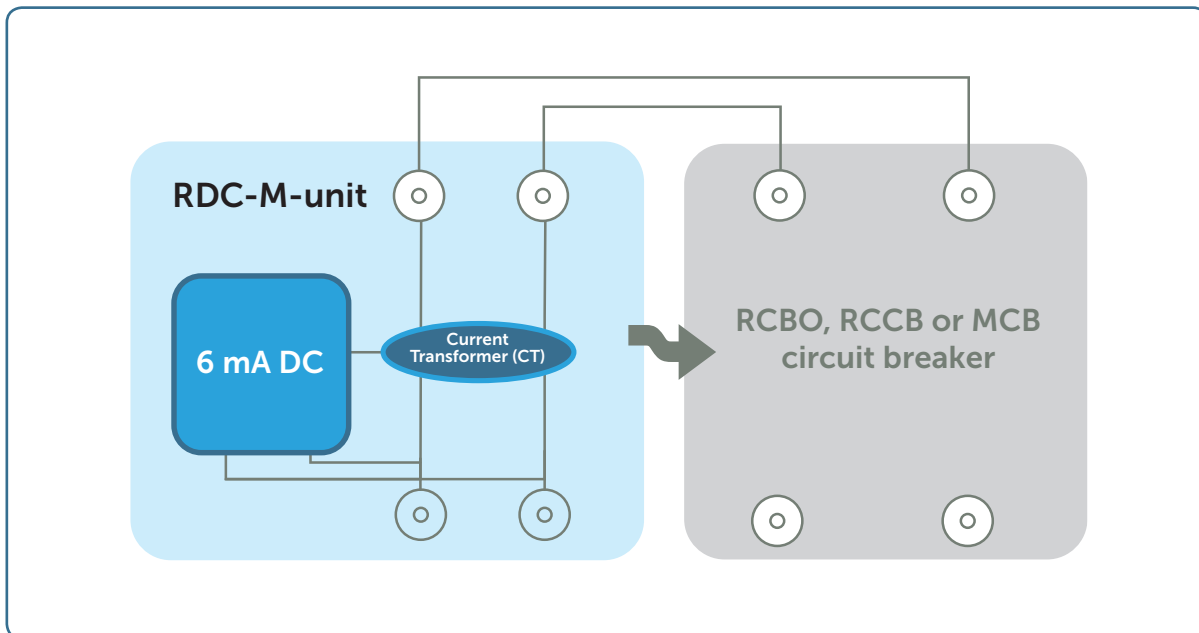 RDC-M-unit
6 mA DC
Current
Transformer (CT)
RCBO, RCCB or MCB
circuit breaker